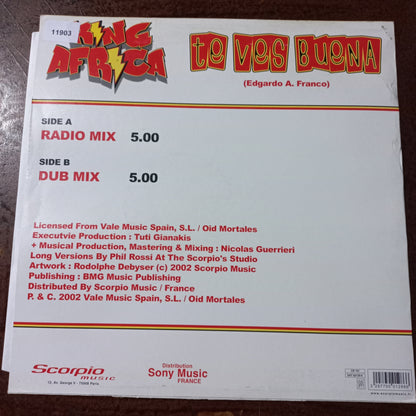 11903
KING AFRICA
te ves BUENA
(Edgardo A. Franco)
SIDE A
RADIO MIX 5.00
SIDE B
DUB MIX 5.00
Licensed From Vale Music Spain, S.L. / Oid Mortales
Executvie Production : Tuti Gianakis
+ Musical Production, Mastering & Mixing : Nicolas Guerrieri
Long Versions By Phil Rossi At The Scorpio's Studio
Artwork : Rodolphe Debyser (c) 2002 Scorpio Music
Publishing : BMG Music Publishing
Distributed By Scorpio Music / France
P. & C. 2002 Vale Music Spain, S.L. / Oid Mortales
Scorpio
music
Distribution
Sony Music
FRANCE